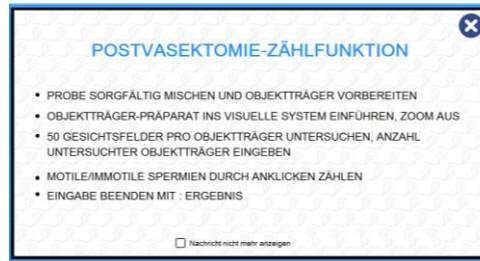 POSTVASEKTOMIE-ZÄHLFUNKTION
• PROBE SORGFÄLTIG MISCHEN UND OBJEKTTRÄGER VORBEREITEN
• OBJEKTTRÄGER-PRÄPARAT INS VISUELLE SYSTEM EINFÜHREN, ZOOM AUS
• 50 GESICHTSFELDER PRO OBJEKTTRÄGER UNTERSUCHEN, ANZAHL
UNTERSUCHTER OBJEKTTRÄGER EINGEBEN
• MOTILE/IMMOTILE SPERMIEN DURCH ANKLICKEN ZÄHLEN
• EINGABE BEENDEN MIT : ERGEBNIS
Nachricht nicht mehr anzeigen